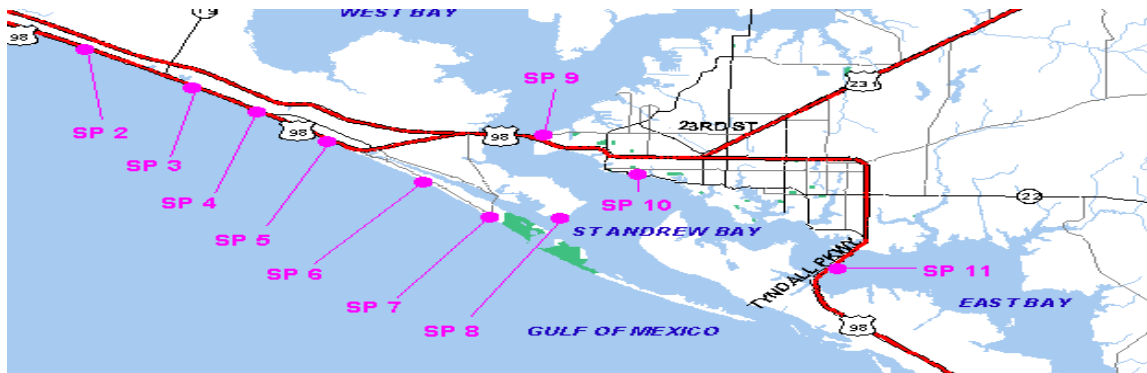 WEST BAY
19
98
SP 2
SP 3
SP 4
98
SP 5
SP 6
SP 7
SP 8
98
SP 9
23RD ST
231
SP 10
22
ST ANDREW BAY
TYNDALL PKWY
SP 11
EAST BAY
GULF OF MEXICO
98